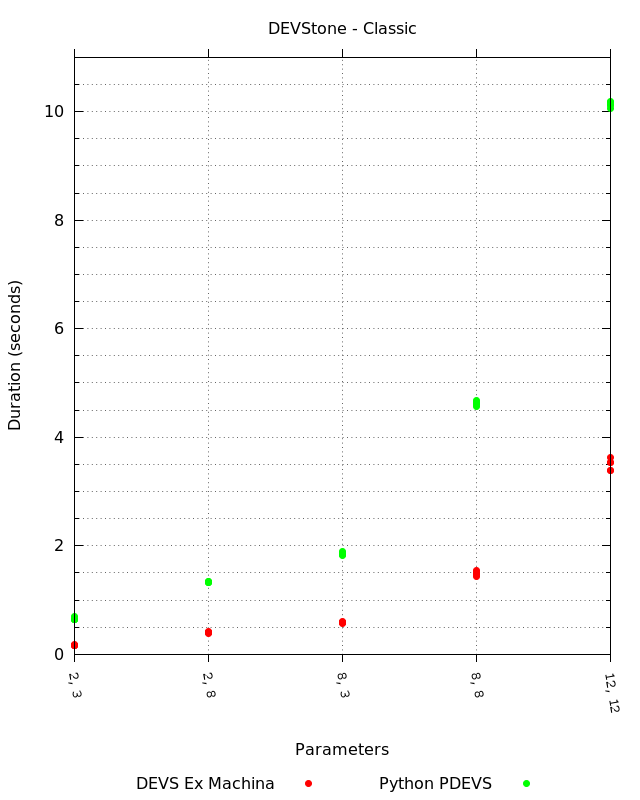 DEVStone - Classic
10
8
6
4
2
0
Duration (seconds)
2, 3
2, 8
8, 3
8, 8
12, 12
Parameters
DEVS Ex Machina
Python PDEVS